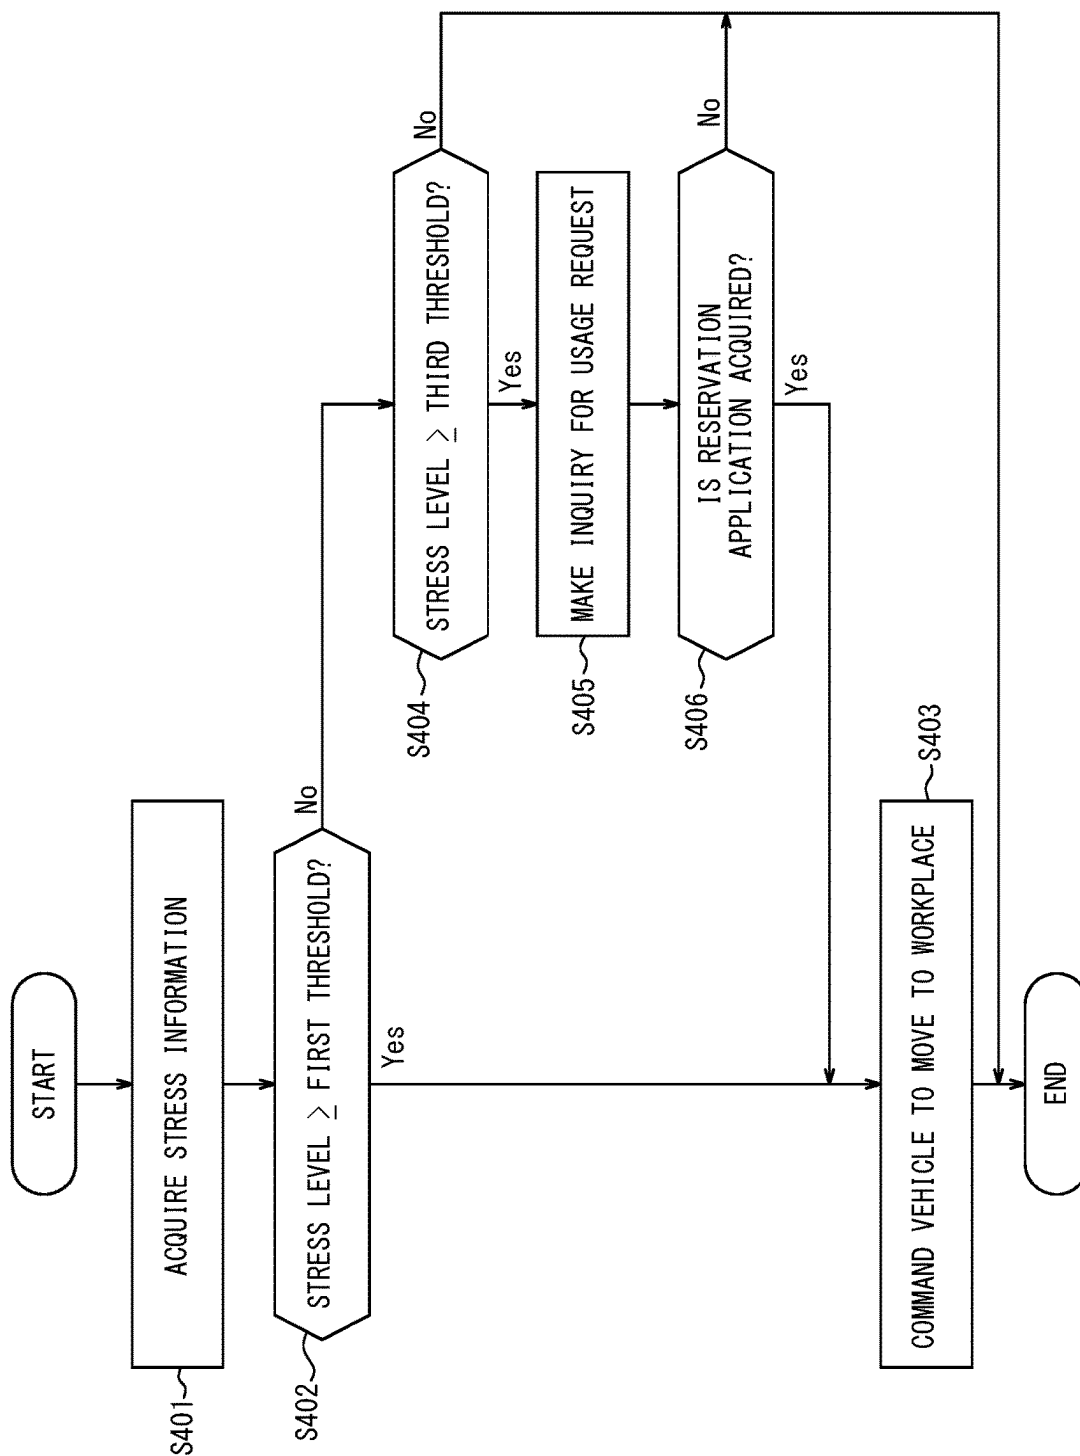 START
S401
ACQUIRE STRESS INFORMATION
S402
STRESS LEVEL ≥ FIRST THRESHOLD?
No
Yes
S404
STRESS LEVEL ≥ THIRD THRESHOLD?
No
Yes
S405
MAKE INQUIRY FOR USAGE REQUEST
S406
IS RESERVATION
APPLICATION ACQUIRED?
No
Yes
S403
COMMAND VEHICLE TO MOVE TO WORKPLACE
END